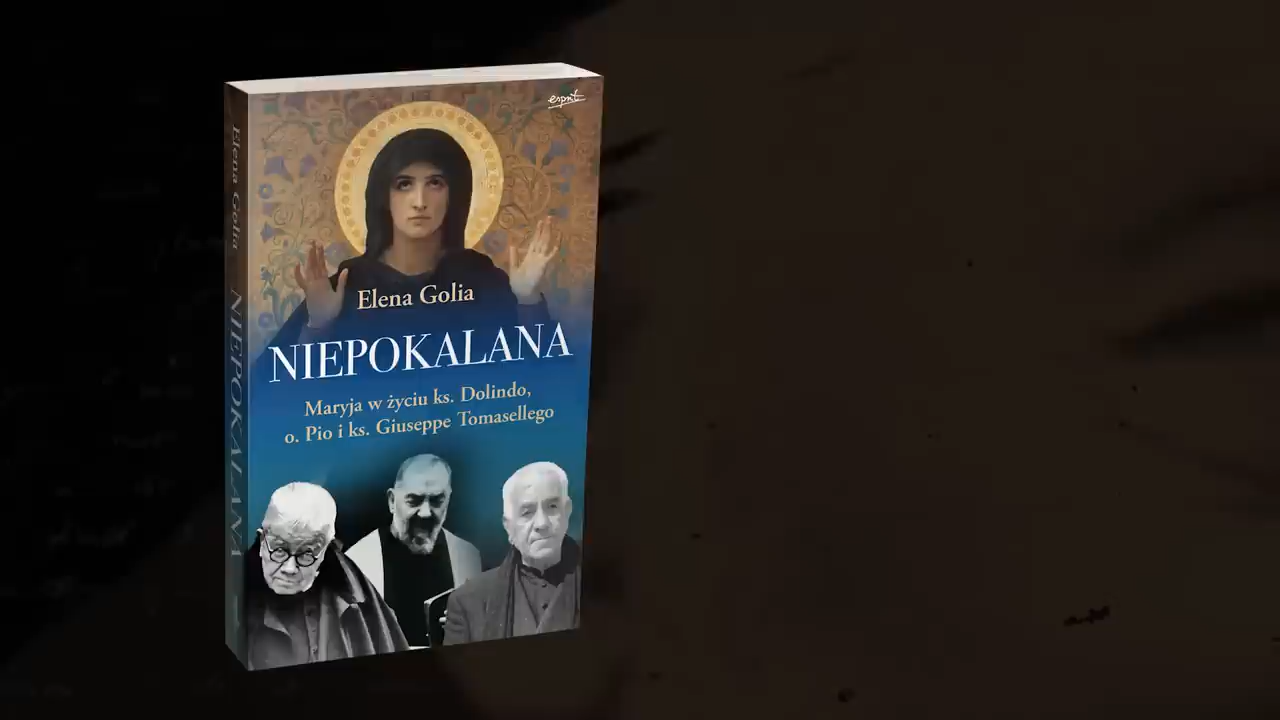 esprit
Elena Golia
NIEPOKALANA
Maryja w życiu ks. Dolindo,
o. Pio i ks. Giuseppe Tomasellego
Elena Golia NIEPOKALANA